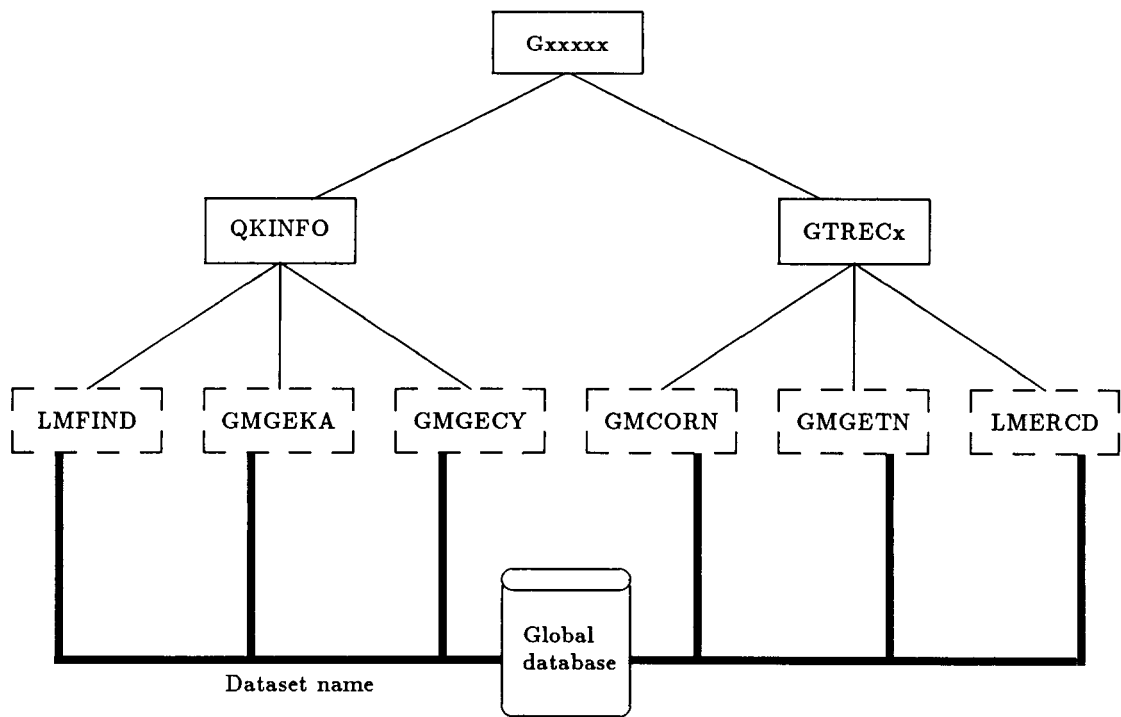 Gxxxxx
QKINFO
GTRECx
LMFIND
GMGEKA
GMGECY
GMCORN
GMGETN
LMERCD
Global
database
Dataset name